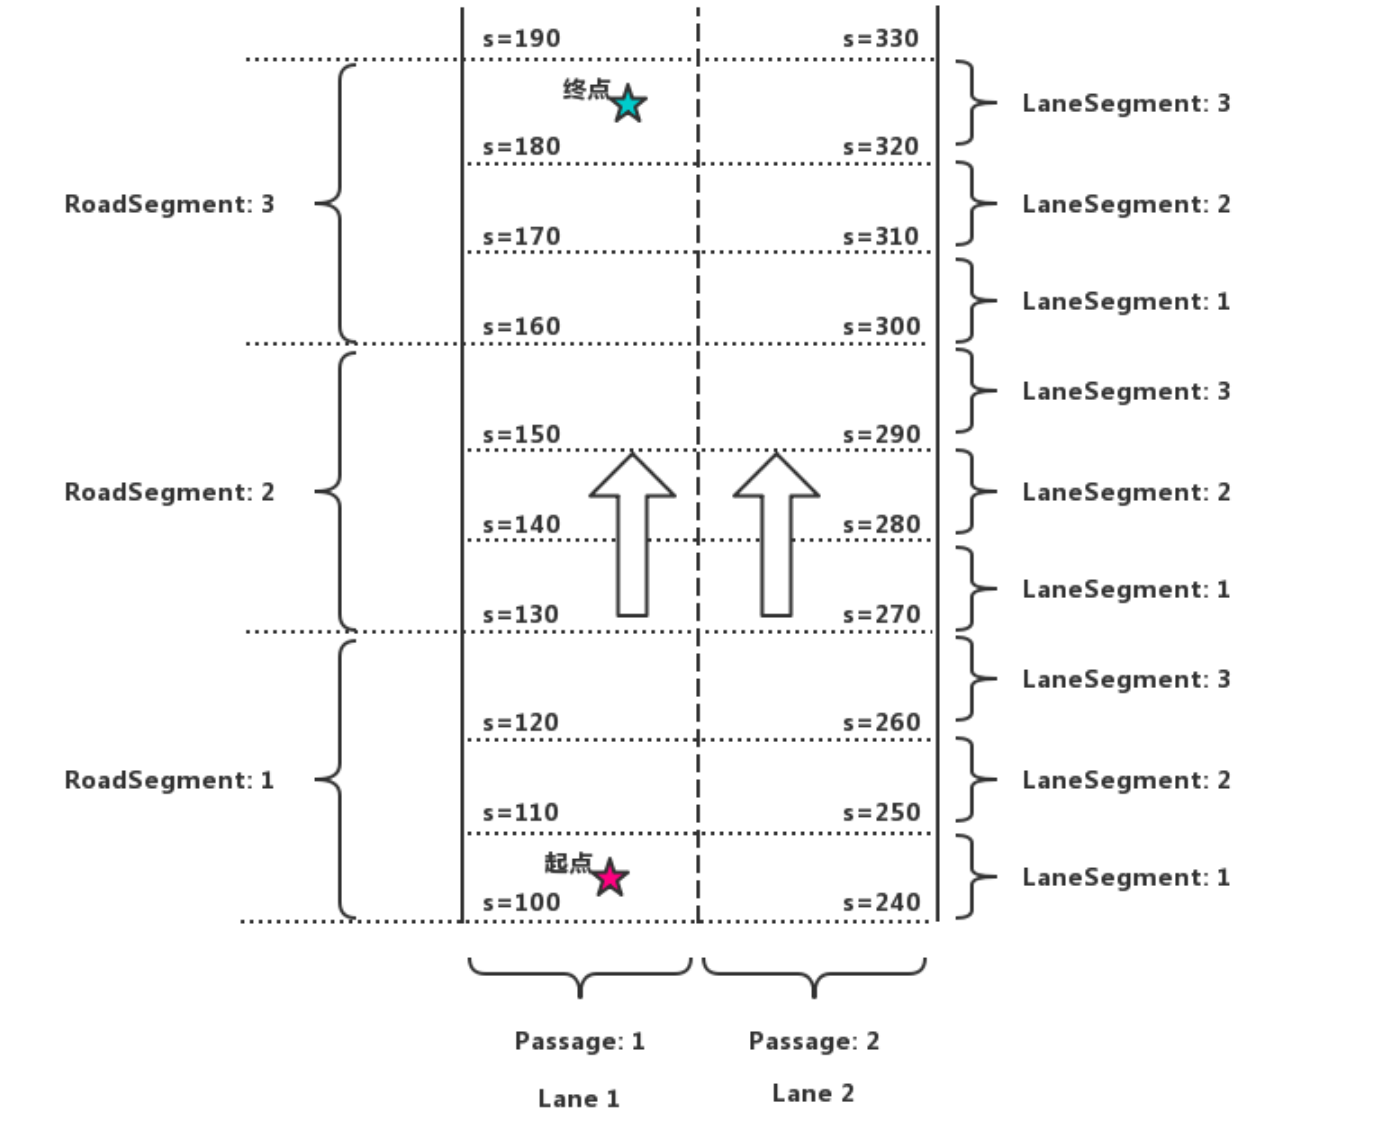 s=190 s=330
终点 LaneSegment: 3
s=180 s=320
RoadSegment: 3 LaneSegment: 2
s=170 s=310
LaneSegment: 1
s=160 s=300
LaneSegment: 3
s=150 s=290
RoadSegment: 2 LaneSegment: 2
s=140 s=280
LaneSegment: 1
s=130 s=270
LaneSegment: 3
s=120 s=260
RoadSegment: 1 LaneSegment: 2
s=110 s=250
起点 LaneSegment: 1
s=100 s=240
Passage: 1 Passage: 2
Lane 1 Lane 2